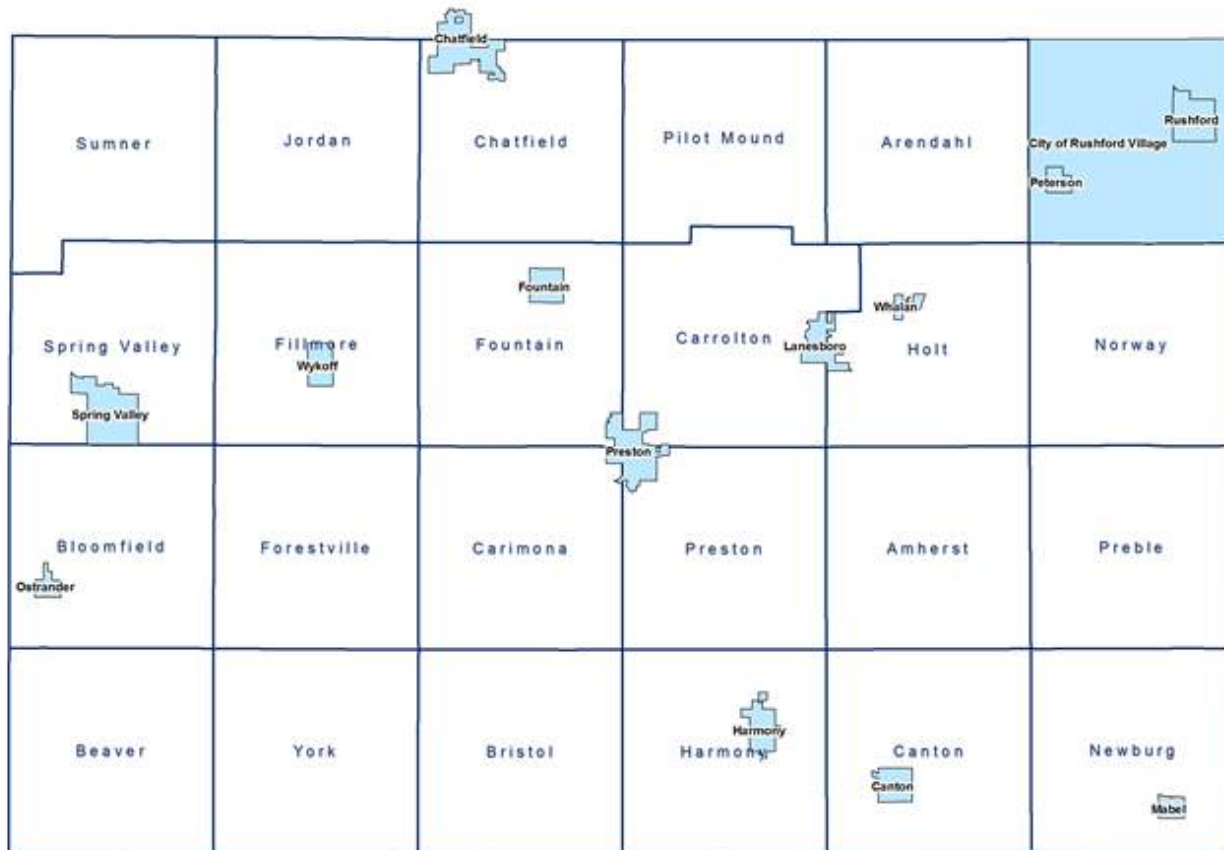 Chatfield
Rushford
Sumner
Jordan
Chatfield
Pilot Mound
Arendahl
City of Rushford Village
Peterson
Fountain
Whalan
Spring Valley
Fillmore
Fountain
Carrolton
Lanesboro
Holt
Norway
Wykoff
Spring Valley
Preston
Bloomfield
Forestville
Carimona
Preston
Amherst
Preble
Ostrander
Harmony
Beaver
York
Bristol
Harmony
Canton
Newburg
Canton
Mabel